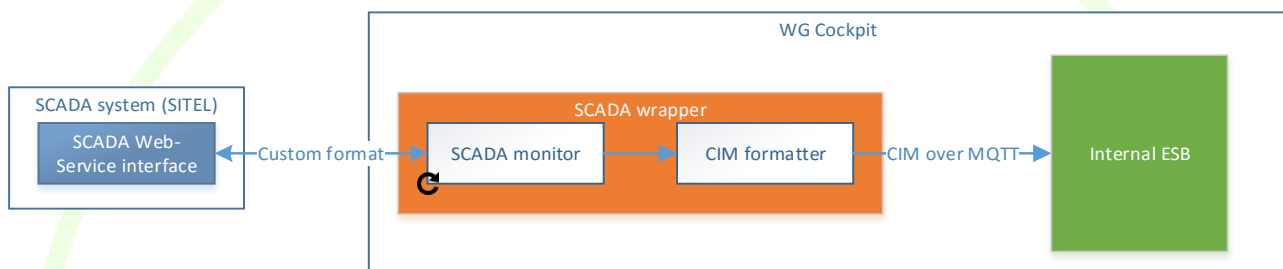 WG Cockpit
SCADA system (SITEL)
SCADA Web-
Service interface
Custom format
SCADA wrapper
SCADA monitor
CIM formatter
CIM over MQTT
Internal ESB